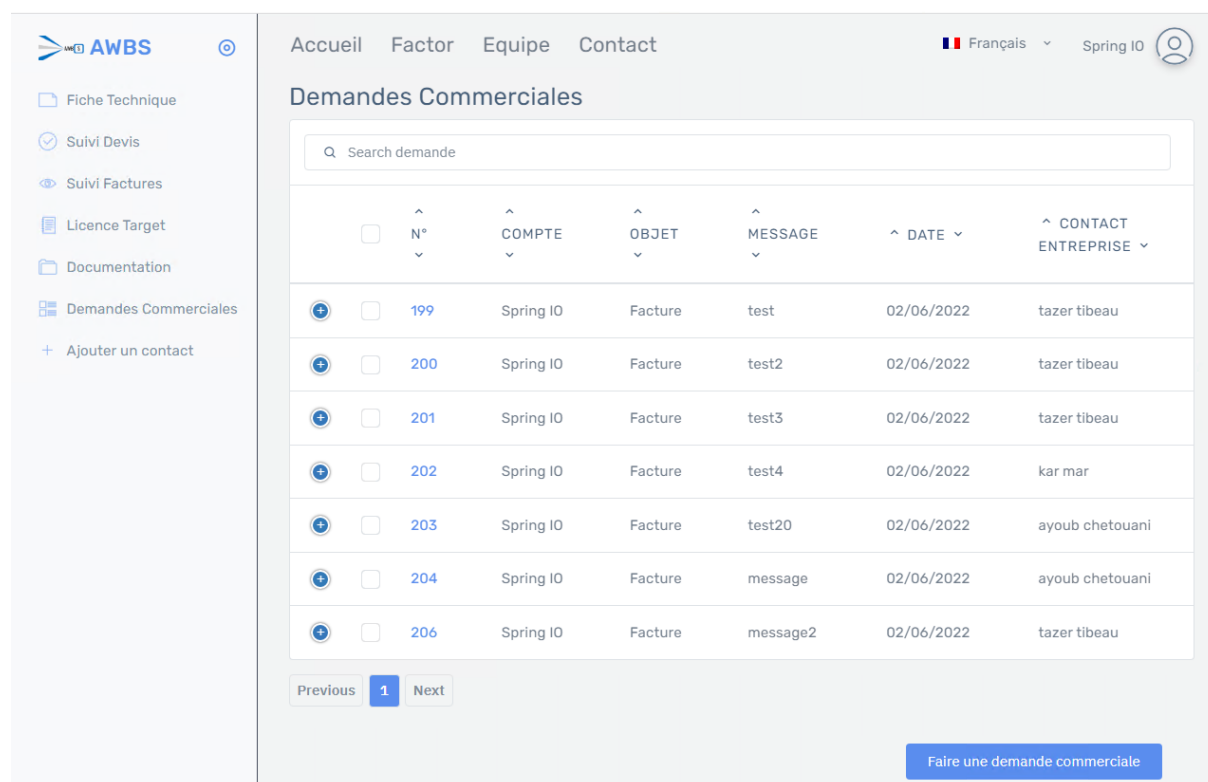 AWBS
Accueil Factor Equipe Contact
Français
Spring IO
Fiche Technique
Suivi Devis
Suivi Factures
Licence Target
Documentation
Demandes Commerciales
Ajouter un contact
Demandes Commerciales
Search demande
N° COMPTE OBJET MESSAGE DATE CONTACT ENTREPRISE
199 Spring IO Facture test 02/06/2022 tazer tibeau
200 Spring IO Facture test2 02/06/2022 tazer tibeau
201 Spring IO Facture test3 02/06/2022 tazer tibeau
202 Spring IO Facture test4 02/06/2022 kar mar
203 Spring IO Facture test20 02/06/2022 ayoub chetouani
204 Spring IO Facture message 02/06/2022 ayoub chetouani
206 Spring IO Facture message2 02/06/2022 tazer tibeau
Previous 1 Next
Faire une demande commerciale